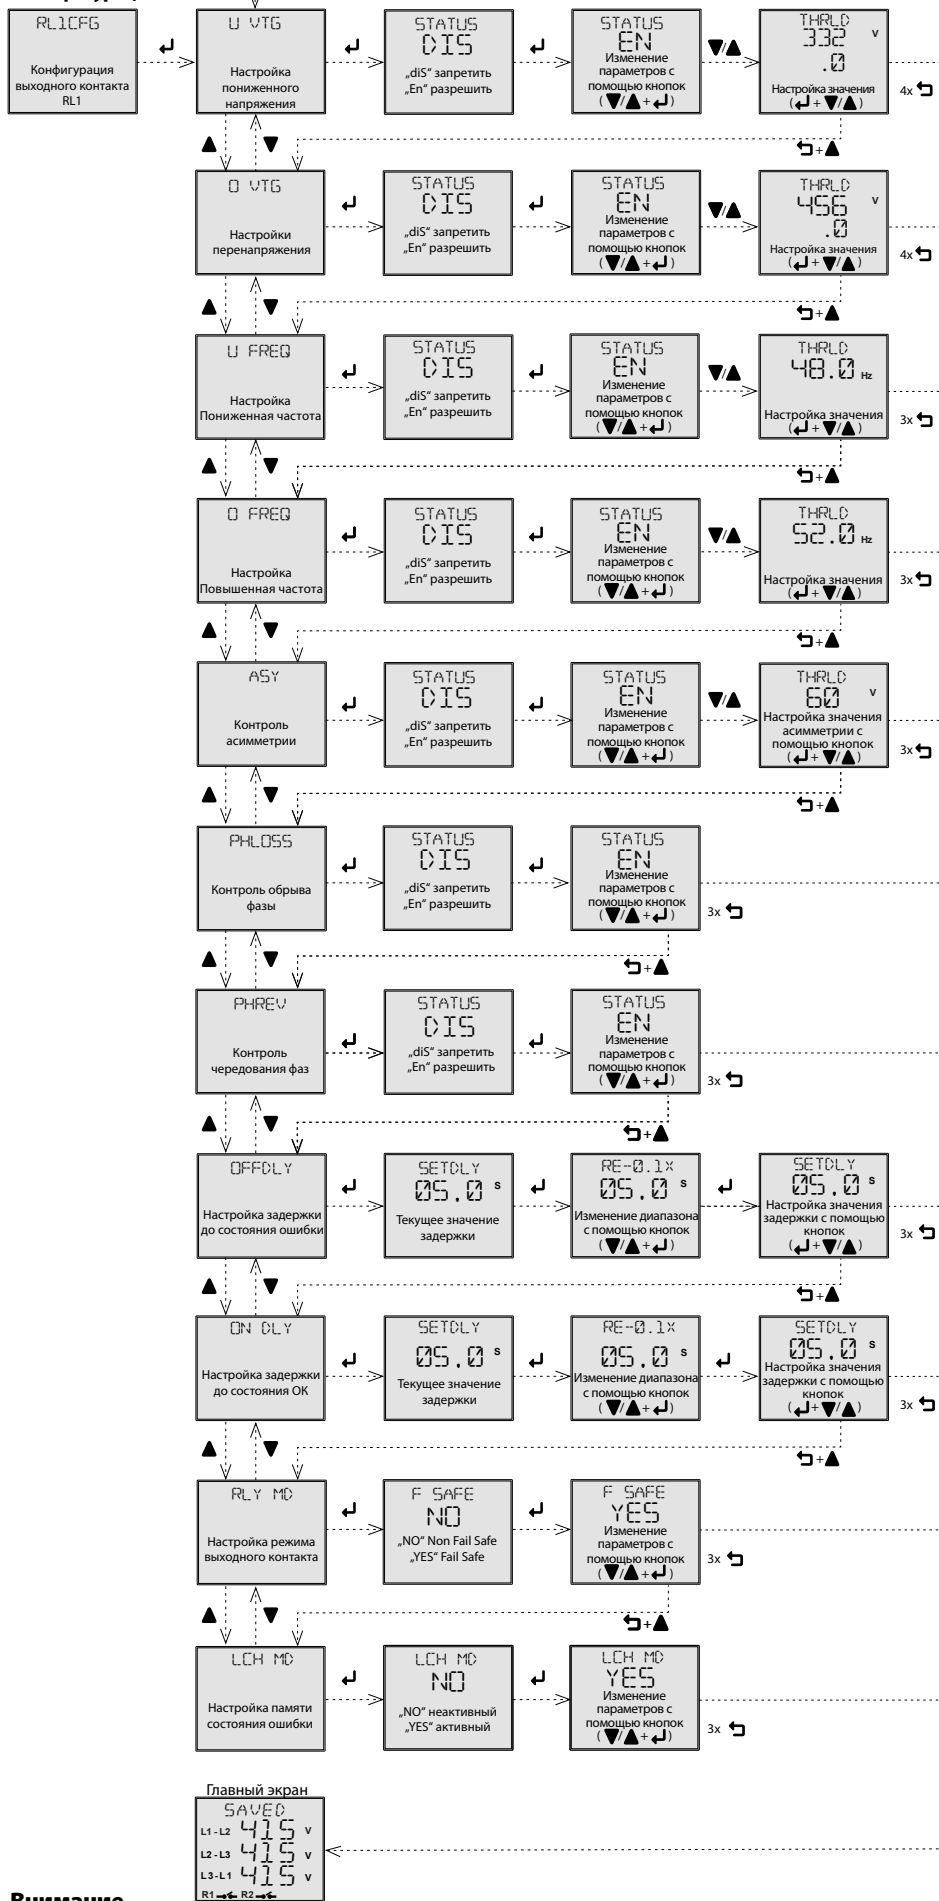 RL1CFG
Конфигурация
выходного контакта
RL1
U VTG
Настройка
пониженного
напряжения
STATUS
DIS
„diS“ запретить
„En“ разрешить
STATUS
EN
Изменение
параметров с
помощью кнопок
(▼/▲+↵)
▼/▲
THRLD
332 V
.0
Настройка значения
(↵+▼/▲)
4x
+▲
O VTG
Настройки
перенапряжения
STATUS
DIS
„diS“ запретить
„En“ разрешить
STATUS
EN
Изменение
параметров с
помощью кнопок
(▼/▲+↵)
▼/▲
THRLD
456 V
.0
Настройка значения
(↵+▼/▲)
4x
+▲
U FREQ
Настройка
Пониженная частота
STATUS
DIS
„diS“ запретить
„En“ разрешить
STATUS
EN
Изменение
параметров с
помощью кнопок
(▼/▲+↵)
▼/▲
THRLD
48.0 Hz
Настройка значения
(↵+▼/▲)
3x
+▲
O FREQ
Настройка
Повышенная частота
STATUS
DIS
„diS“ запретить
„En“ разрешить
STATUS
EN
Изменение
параметров с
помощью кнопок
(▼/▲+↵)
▼/▲
THRLD
52.0 Hz
Настройка значения
(↵+▼/▲)
3x
+▲
ASY
Контроль
асимметрии
STATUS
DIS
„diS“ запретить
„En“ разрешить
STATUS
EN
Изменение
параметров с
помощью кнопок
(▼/▲+↵)
▼/▲
THRLD
60 V
Настройка значения
асимметрии с
помощью кнопок
(↵+▼/▲)
3x
+▲
PHLOSS
Контроль обрыва
фазы
STATUS
DIS
„diS“ запретить
„En“ разрешить
STATUS
EN
Изменение
параметров с
помощью кнопок
(▼/▲+↵)
3x
+▲
PHREV
Контроль
чередования фаз
STATUS
DIS
„diS“ запретить
„En“ разрешить
STATUS
EN
Изменение
параметров с
помощью кнопок
(▼/▲+↵)
3x
+▲
OFFDLY
Настройка задержки
до состояния ошибки
SETDLY
05.0 s
Текущее значение
задержки
RE-0.1X
05.0 s
Изменение диапазона
с помощью кнопок
(▼/▲+↵)
SETDLY
05.0 s
Настройка значения
задержки с помощью
кнопок
(↵+▼/▲)
3x
+▲
ON DLY
Настройка задержки
до состояния OK
SETDLY
05.0 s
Текущее значение
задержки
RE-0.1X
05.0 s
Изменение диапазона
с помощью кнопок
(▼/▲+↵)
SETDLY
05.0 s
Настройка значения
задержки с помощью
кнопок
(↵+▼/▲)
3x
+▲
RLY MD
Настройка режима
выходного контакта
F SAFE
NO
„NO“ Non Fail Safe
„YES“ Fail Safe
F SAFE
YES
Изменение
параметров с
помощью кнопок
(▼/▲+↵)
3x
+▲
LCH MD
Настройка памяти
состояния ошибки
LCH MD
NO
„NO“ неактивный
„YES“ активный
LCH MD
YES
Изменение
параметров с
помощью кнопок
(▼/▲+↵)
3x
Главный экран
SAVED
L1-L2 415 V
L2-L3 415 V
L3-L1 415 V
R1 R2
Внимание